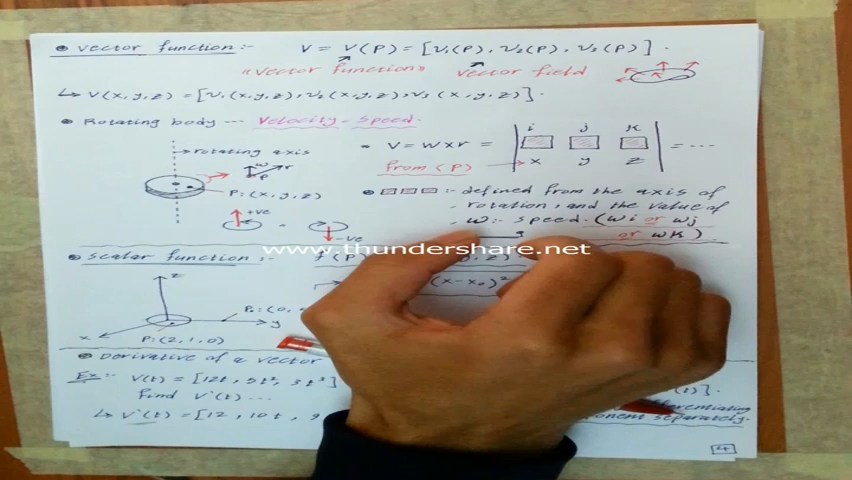 vector function :- V = V(P) = [v₁(P), v₂(P), v₃(P)].
«vector function» vector field
↳ V(x,y,z) = [v₁(x,y,z), v₂(x,y,z), v₃(x,y,z)].
Rotating body --- Velocity - Speed.
→ rotating axis
w r
P
P:(x,y,z)
+ve =
-ve
• V = w x r = | i j k
x y z | = ----
from (P)
:- defined from the axis of
rotation, and the value of
w :- speed. (wi or wj
or wk)
www.thundershare.net
Scalar function :- f(P)
(x-x₀)²
z
P₀:(0,
y
x
P:(2,1,0)
Derivative of a vector
Ex:- V(t) = [12t, 5t², 3t³]
(t)].
Find V'(t) ...
differentiating
↳ V'(t) = [12, 10t, 9
separately.
4